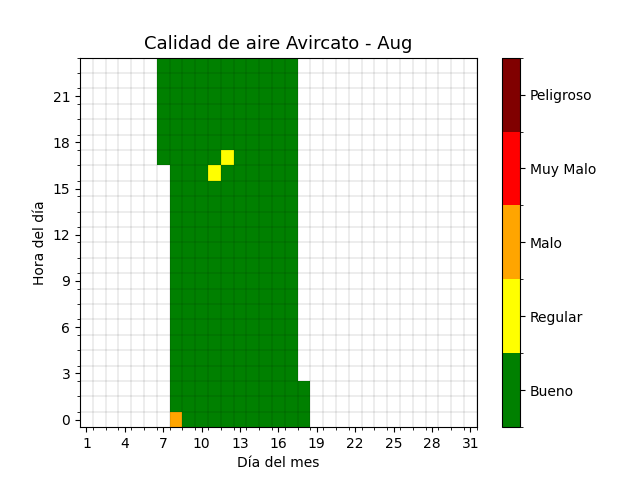 Calidad de aire Avircato - Aug
Hora del día
21
18
15
12
9
6
3
0
1 4 7 10 13 16 19 22 25 28 31
Día del mes
Peligroso
Muy Malo
Malo
Regular
Bueno